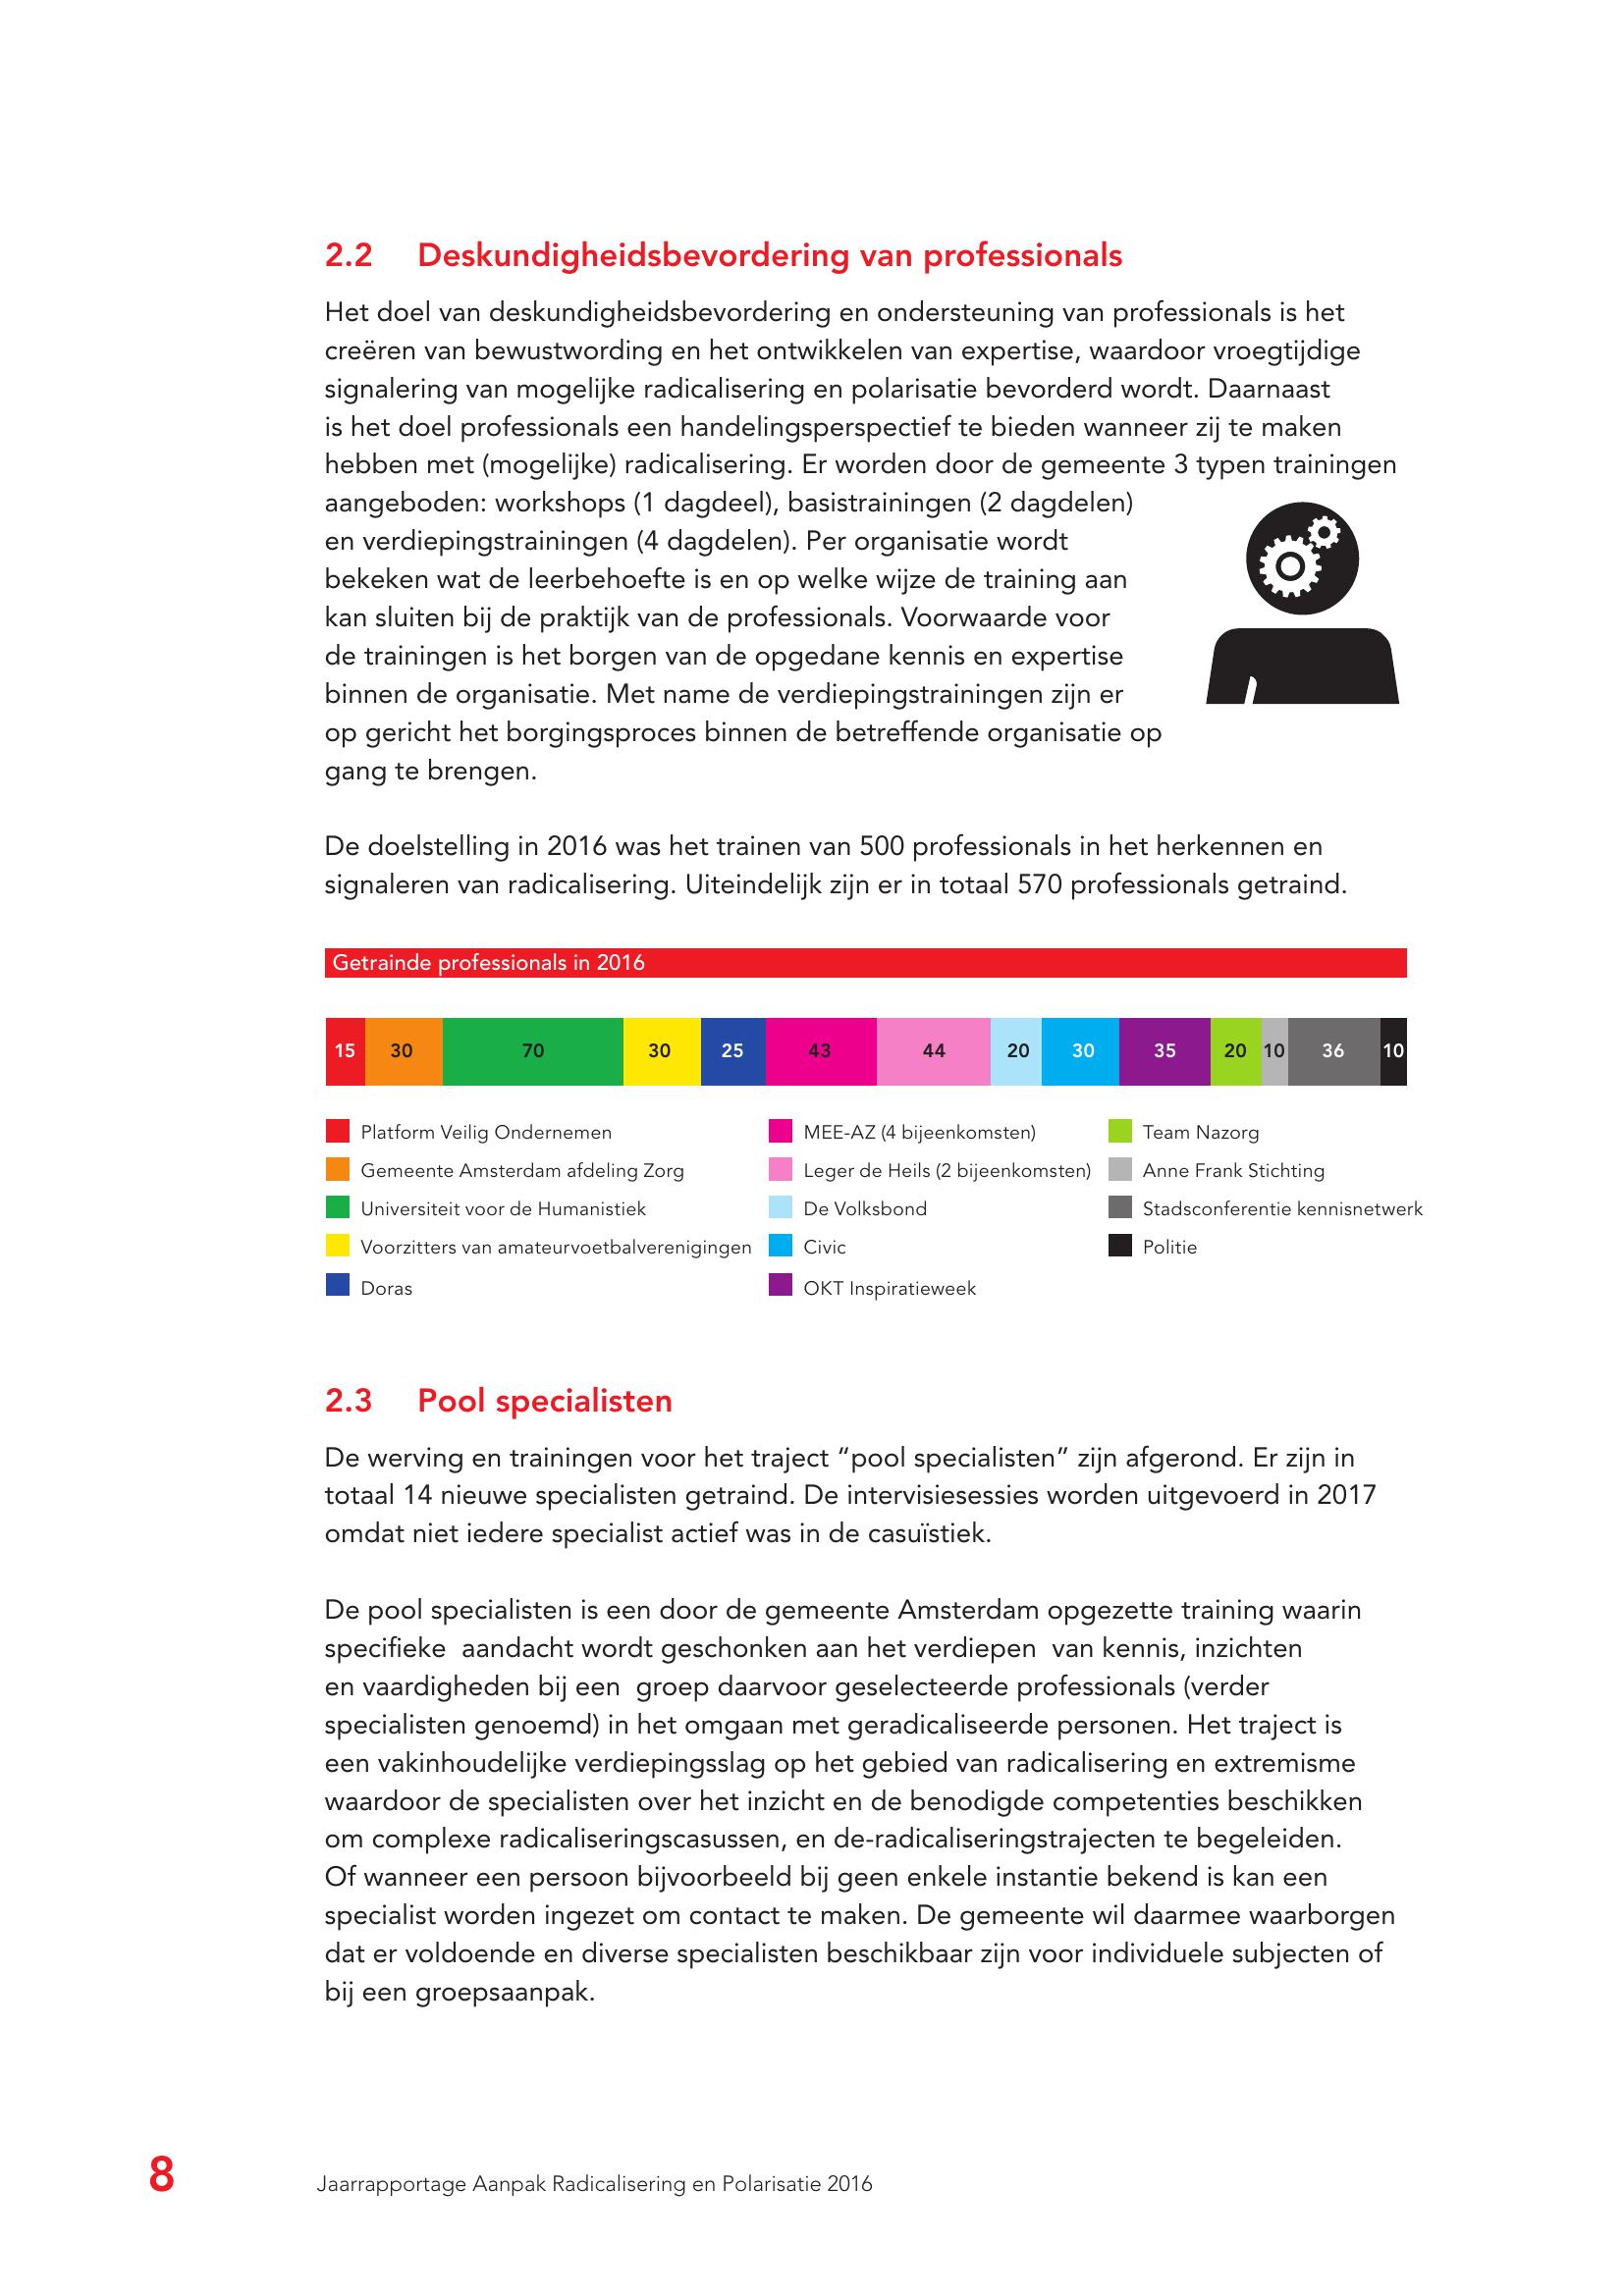 2.2 Deskundigheidsbevordering van professionals
Het doel van deskundigheidsbevordering en ondersteuning van professionals is het
creëren van bewustwording en het ontwikkelen van expertise, waardoor vroegtijdige
signalering van mogelijke radicalisering en polarisatie bevorderd wordt. Daarnaast
is het doel professionals een handelingsperspectief te bieden wanneer zij te maken
hebben met (mogelijke) radicalisering. Er worden door de gemeente 3 typen trainingen
aangeboden: workshops (1 dagdeel), basistrainingen (2 dagdelen)
en verdiepingstrainingen (4 dagdelen). Per organisatie wordt
bekeken wat de leerbehoefte is en op welke wijze de training aan
kan sluiten bij de praktijk van de professionals. Voorwaarde voor
de trainingen is het borgen van de opgedane kennis en expertise
binnen de organisatie. Met name de verdiepingstrainingen zijn er
op gericht het borgingsproces binnen de betreffende organisatie op
gang te brengen.
De doelstelling in 2016 was het trainen van 500 professionals in het herkennen en
signaleren van radicalisering. Uiteindelijk zijn er in totaal 570 professionals getraind.
Getrainde professionals in 2016
15 30 70 30 25 43 44 20 30 35 20 10 36 10
Platform Veilig Ondernemen
Gemeente Amsterdam afdeling Zorg
Universiteit voor de Humanistiek
Voorzitters van amateurvoetbalverenigingen
Doras
MEE-AZ (4 bijeenkomsten)
Leger de Heils (2 bijeenkomsten)
De Volksbond
Civic
OKT Inspiratieweek
Team Nazorg
Anne Frank Stichting
Stadsconferentie kennisnetwerk
Politie
2.3 Pool specialisten
De werving en trainingen voor het traject “pool specialisten” zijn afgerond. Er zijn in
totaal 14 nieuwe specialisten getraind. De intervisiesessies worden uitgevoerd in 2017
omdat niet iedere specialist actief was in de casuïstiek.
De pool specialisten is een door de gemeente Amsterdam opgezette training waarin
specifieke aandacht wordt geschonken aan het verdiepen van kennis, inzichten
en vaardigheden bij een groep daarvoor geselecteerde professionals (verder
specialisten genoemd) in het omgaan met geradicaliseerde personen. Het traject is
een vakinhoudelijke verdiepingsslag op het gebied van radicalisering en extremisme
waardoor de specialisten over het inzicht en de benodigde competenties beschikken
om complexe radicaliseringscasussen, en de-radicaliseringstrajecten te begeleiden.
Of wanneer een persoon bijvoorbeeld bij geen enkele instantie bekend is kan een
specialist worden ingezet om contact te maken. De gemeente wil daarmee waarborgen
dat er voldoende en diverse specialisten beschikbaar zijn voor individuele subjecten of
bij een groepsaanpak.
8 Jaarrapportage Aanpak Radicalisering en Polarisatie 2016